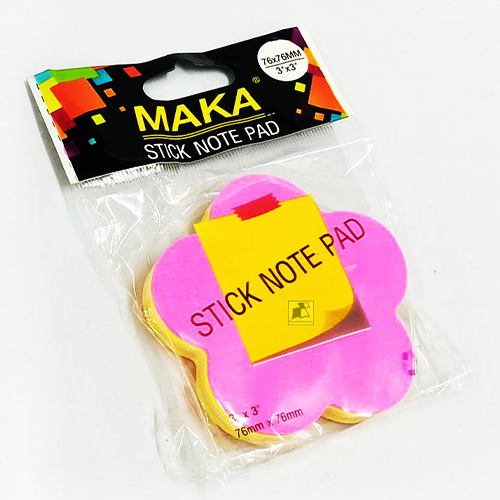 76x76MM
3"x3"
MAKA®
STICK NOTE PAD
STICK NOTE PAD
3" x 3"
76mm x 76mm